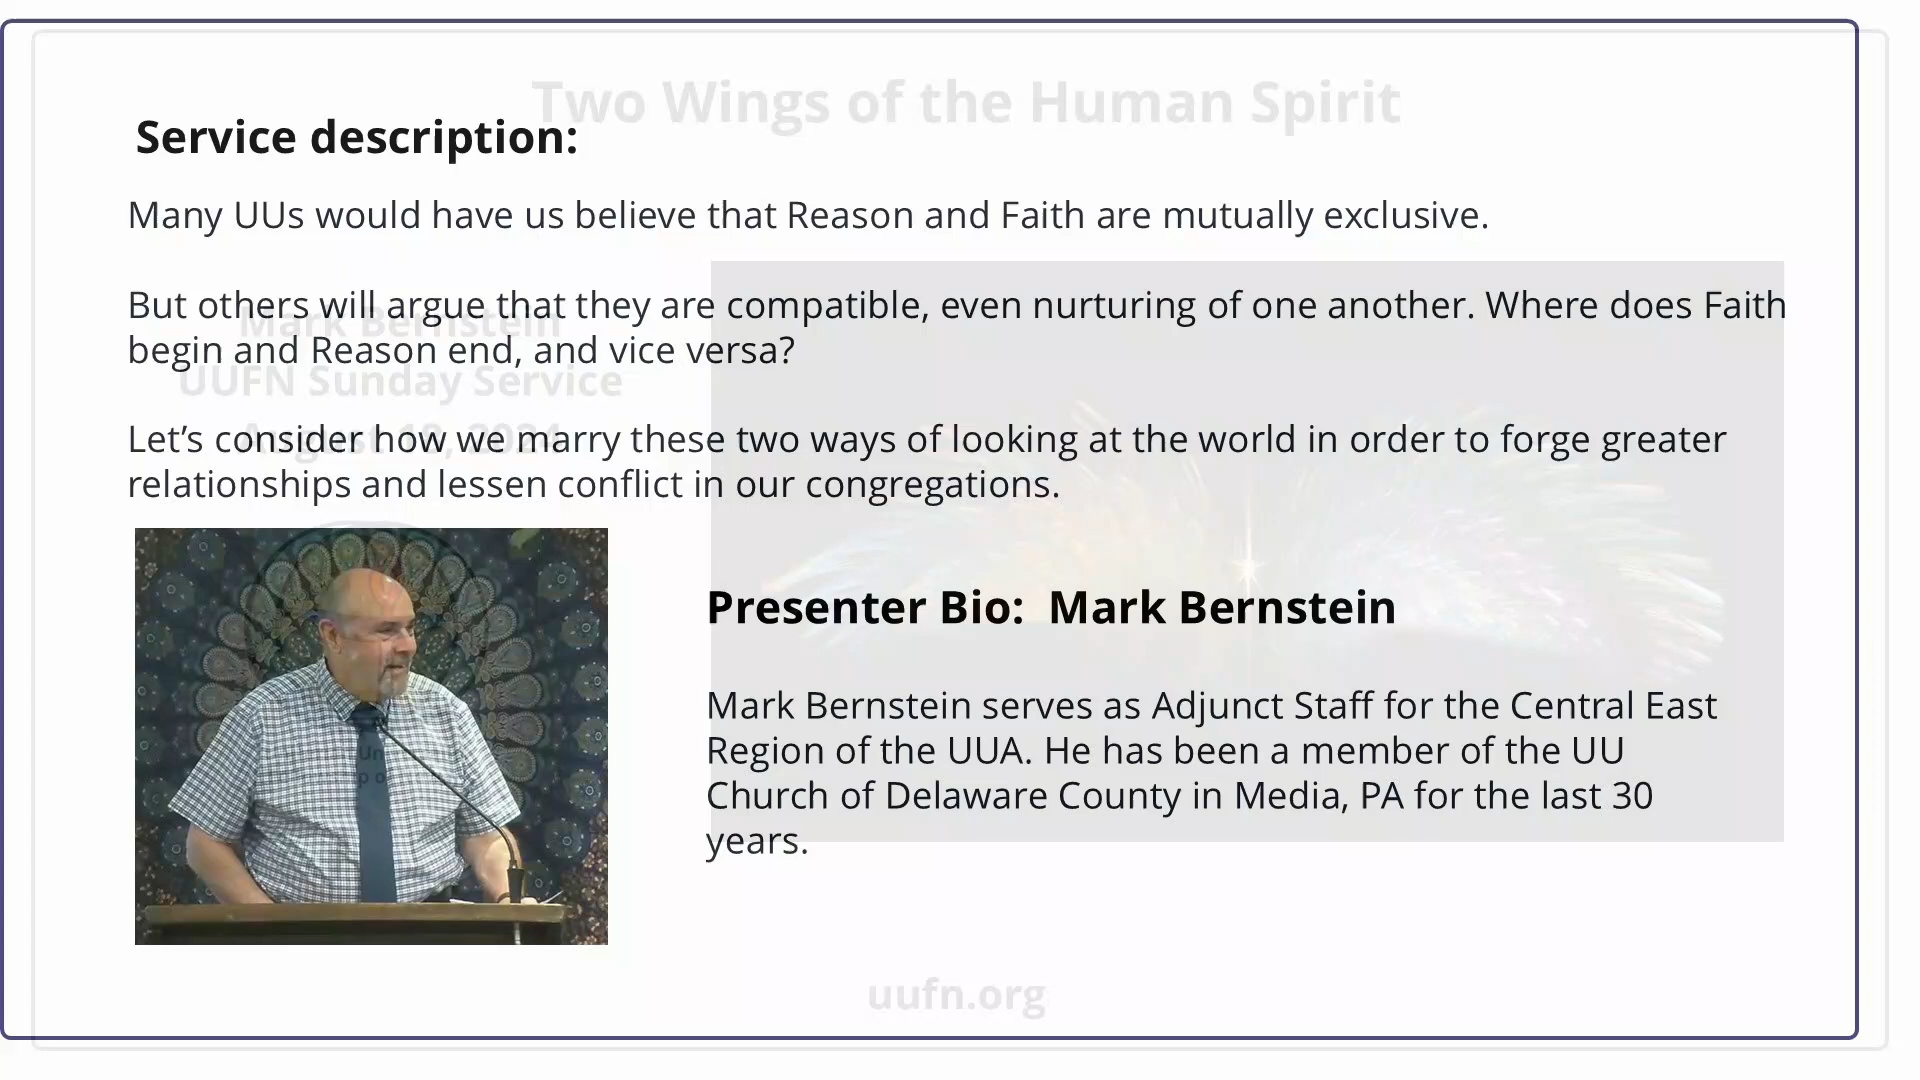 Two Wings of the Human Spirit
Service description:
Many UUs would have us believe that Reason and Faith are mutually exclusive.
But others will argue that they are compatible, even nurturing of one another. Where does Faith
begin and Reason end, and vice versa?
Mark Bernstein
UUFN Sunday Service
Let’s consider how we marry these two ways of looking at the world in order to forge greater
relationships and lessen conflict in our congregations.
Presenter Bio: Mark Bernstein
Mark Bernstein serves as Adjunct Staff for the Central East
Region of the UUA. He has been a member of the UU
Church of Delaware County in Media, PA for the last 30
years.
uufn.org